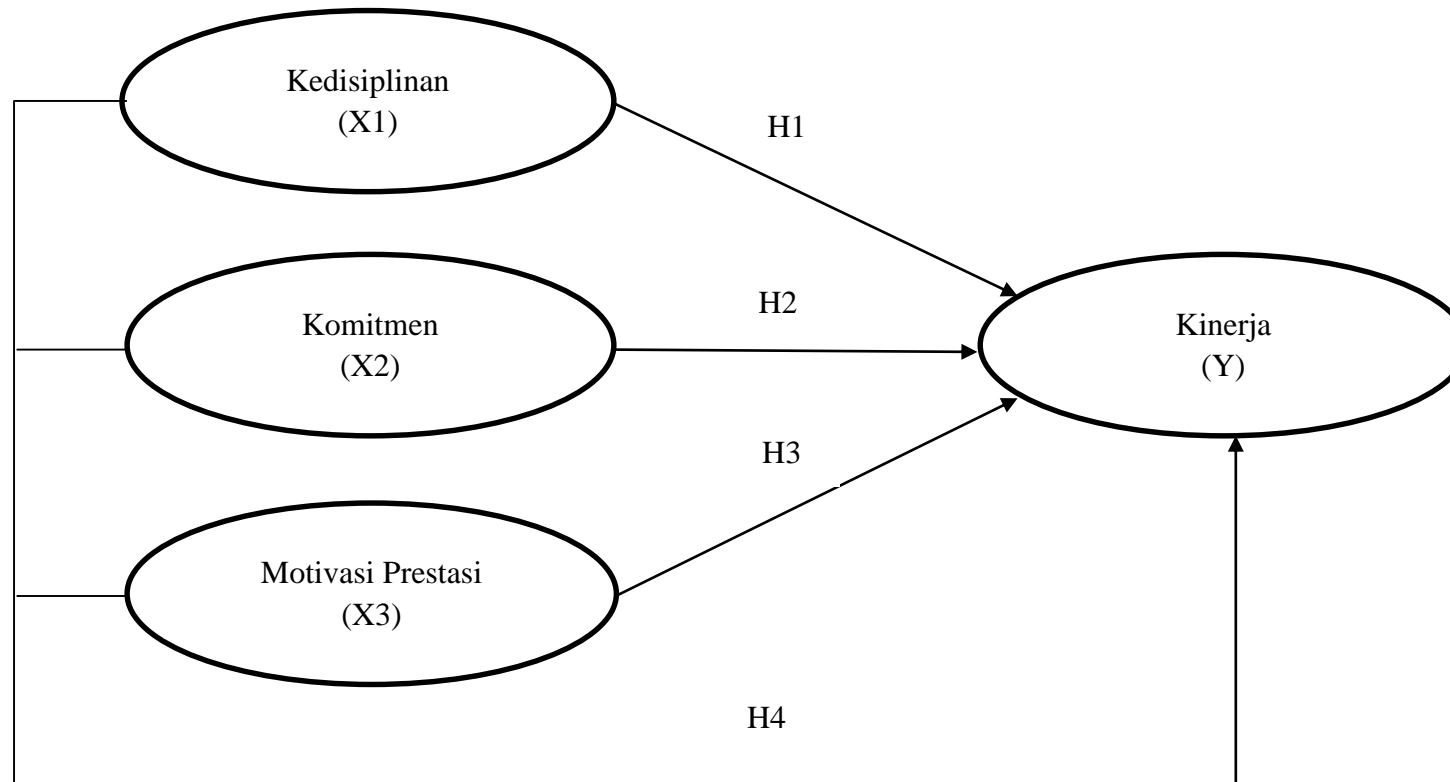 Kedisiplinan
(X1)
H1
H2
Komitmen
(X2)
Kinerja
(Y)
H3
Motivasi Prestasi
(X3)
H4